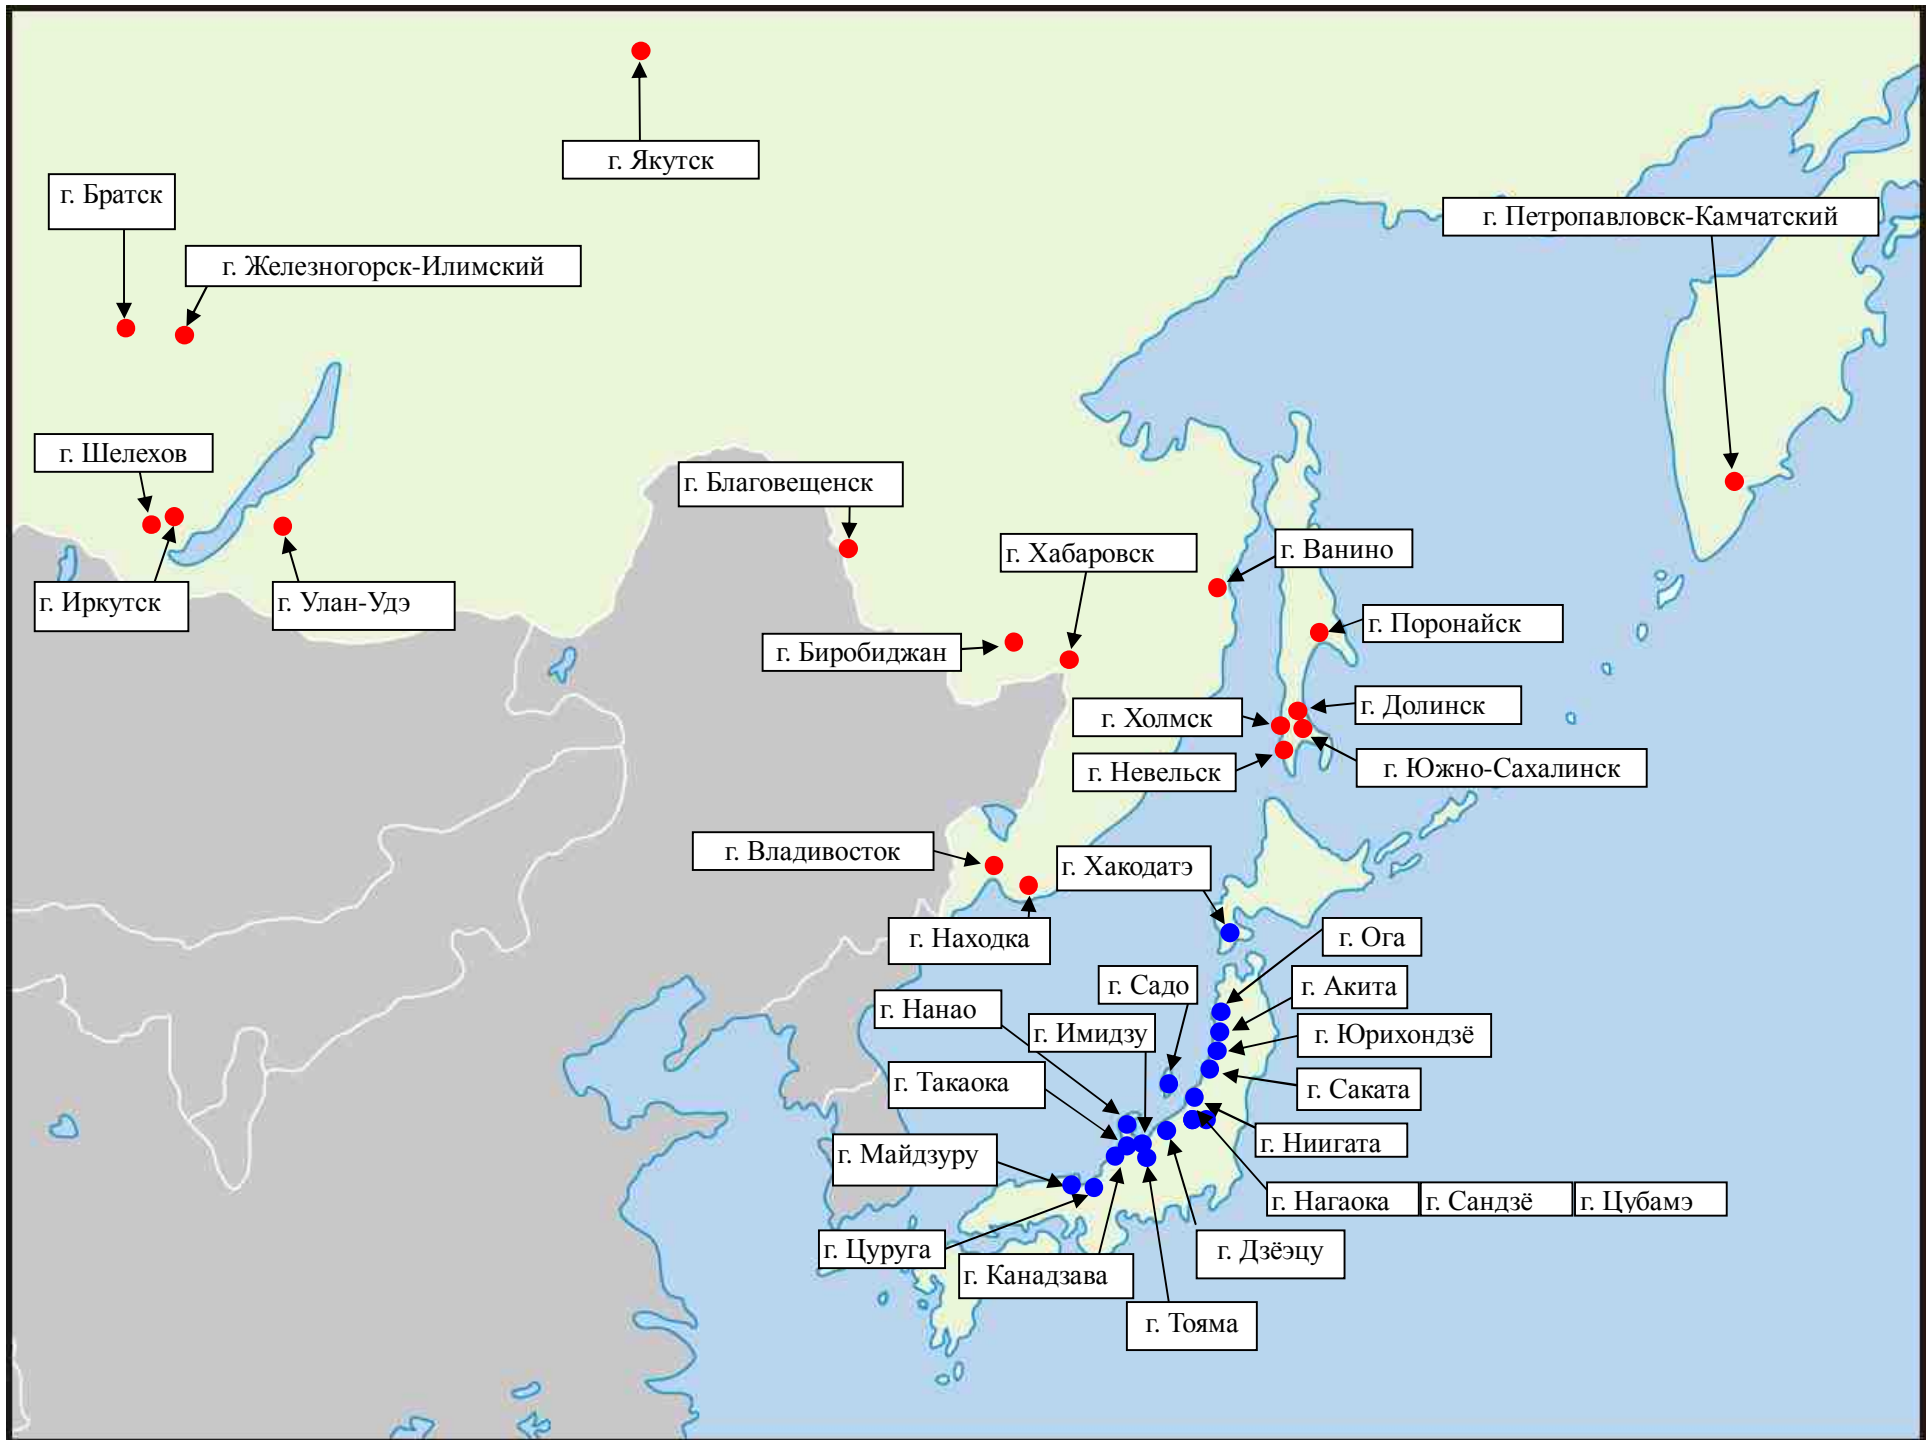 г. Якутск
г. Братск
г. Петропавловск-Камчатский
г. Железногорск-Илимский
г. Шелехов
г. Благовещенск
г. Ванино
г. Хабаровск
г. Иркутск
г. Улан-Удэ
г. Поронайск
г. Биробиджан
г. Долинск
г. Холмск
г. Южно-Сахалинск
г. Невельск
г. Владивосток
г. Хакодатэ
г. Находка
г. Ога
г. Садо
г. Акита
г. Нанао
г. Имидзу
г. Юрихондзё
г. Такаока
г. Саката
г. Ниигата
г. Майдзуру
г. Нагаока г. Сандзё г. Цубамэ
г. Цуруга
г. Дзёэцу
г. Канадзава
г. Тояма